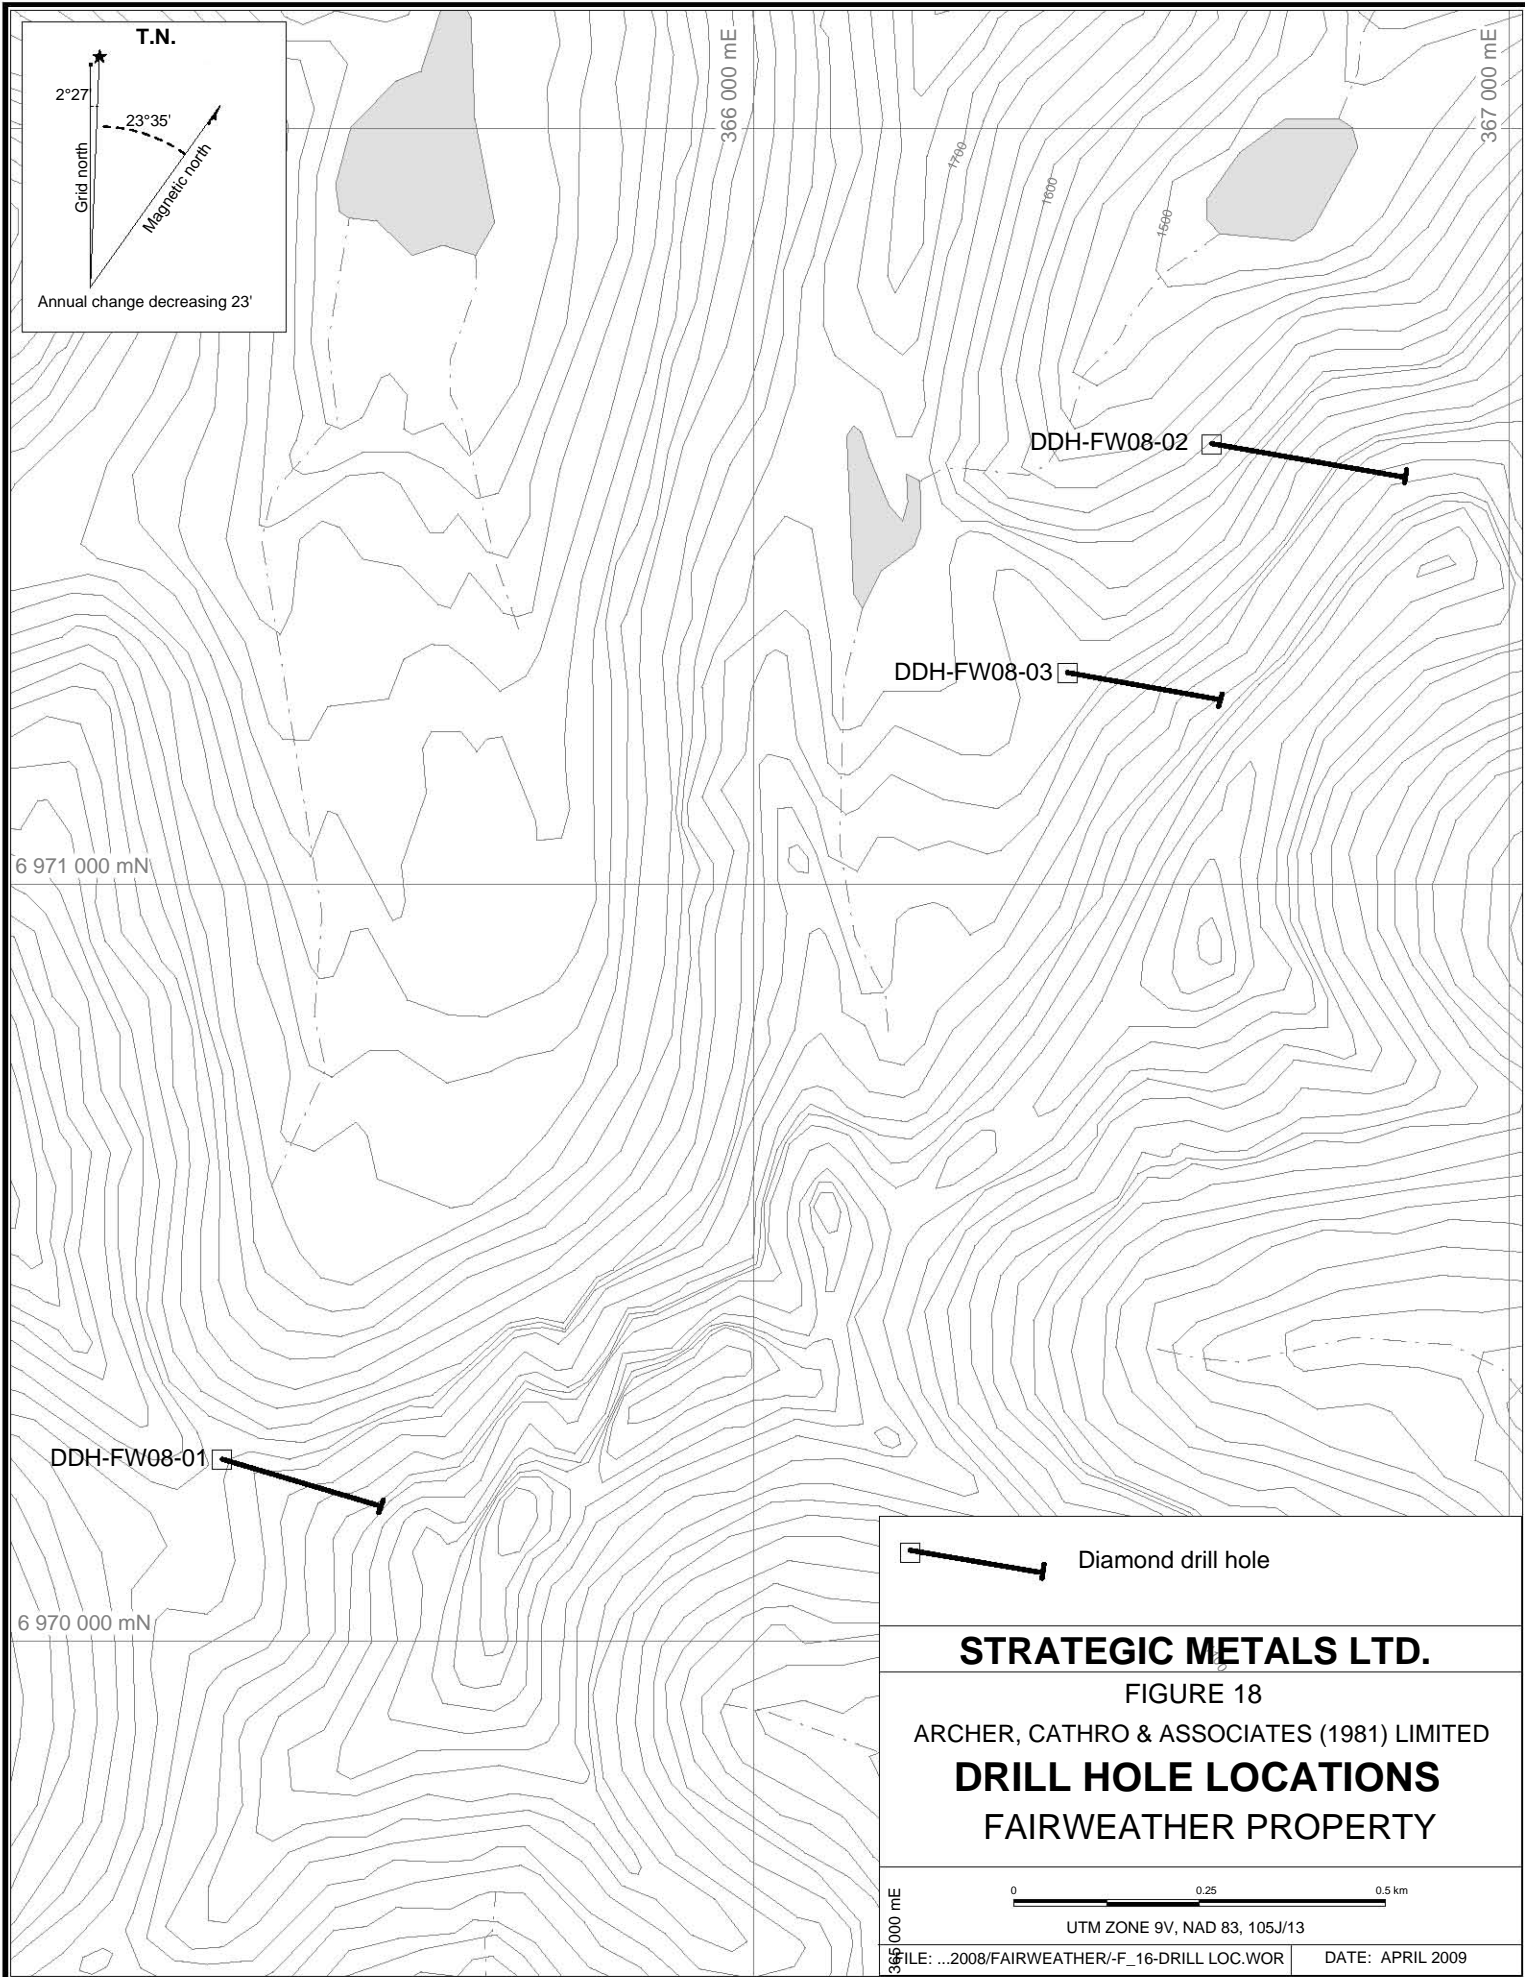 T.N.
2°27'
23°35'
Grid north
Magnetic north
Annual change decreasing 23'
366 000 mE
367 000 mE
1700
1600
1500
DDH-FW08-02
DDH-FW08-03
6 971 000 mN
DDH-FW08-01
6 970 000 mN
Diamond drill hole
STRATEGIC METALS LTD.
FIGURE 18
ARCHER, CATHRO & ASSOCIATES (1981) LIMITED
DRILL HOLE LOCATIONS
FAIRWEATHER PROPERTY
0 0.25 0.5 km
UTM ZONE 9V, NAD 83, 105J/13
365 000 mE
FILE: ...2008/FAIRWEATHER/-F_16-DRILL LOC.WOR
DATE: APRIL 2009